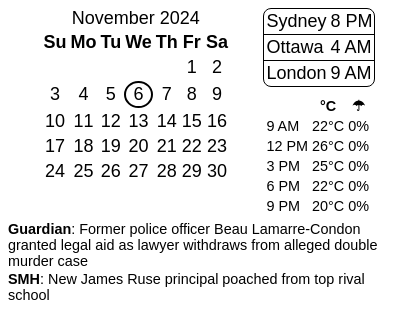 November 2024
Su Mo Tu We Th Fr Sa
1 2
3 4 5 6 7 8 9
10 11 12 13 14 15 16
17 18 19 20 21 22 23
24 25 26 27 28 29 30
Sydney 8 PM
Ottawa 4 AM
London 9 AM
°C ☂
9 AM 22°C 0%
12 PM 26°C 0%
3 PM 25°C 0%
6 PM 22°C 0%
9 PM 20°C 0%
Guardian: Former police officer Beau Lamarre-Condon
granted legal aid as lawyer withdraws from alleged double
murder case
SMH: New James Ruse principal poached from top rival
school